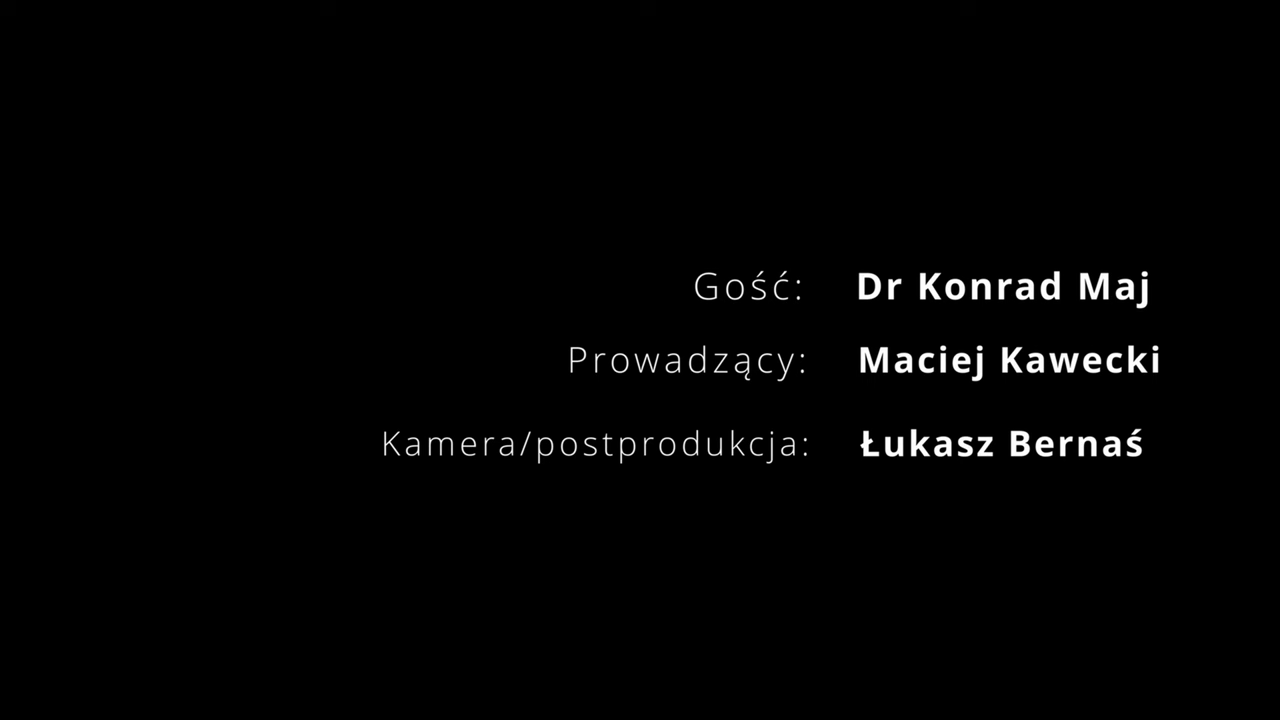 Gość: Dr Konrad Maj
Prowadzący: Maciej Kawecki
Kamera/postprodukcja: Łukasz Bernaś